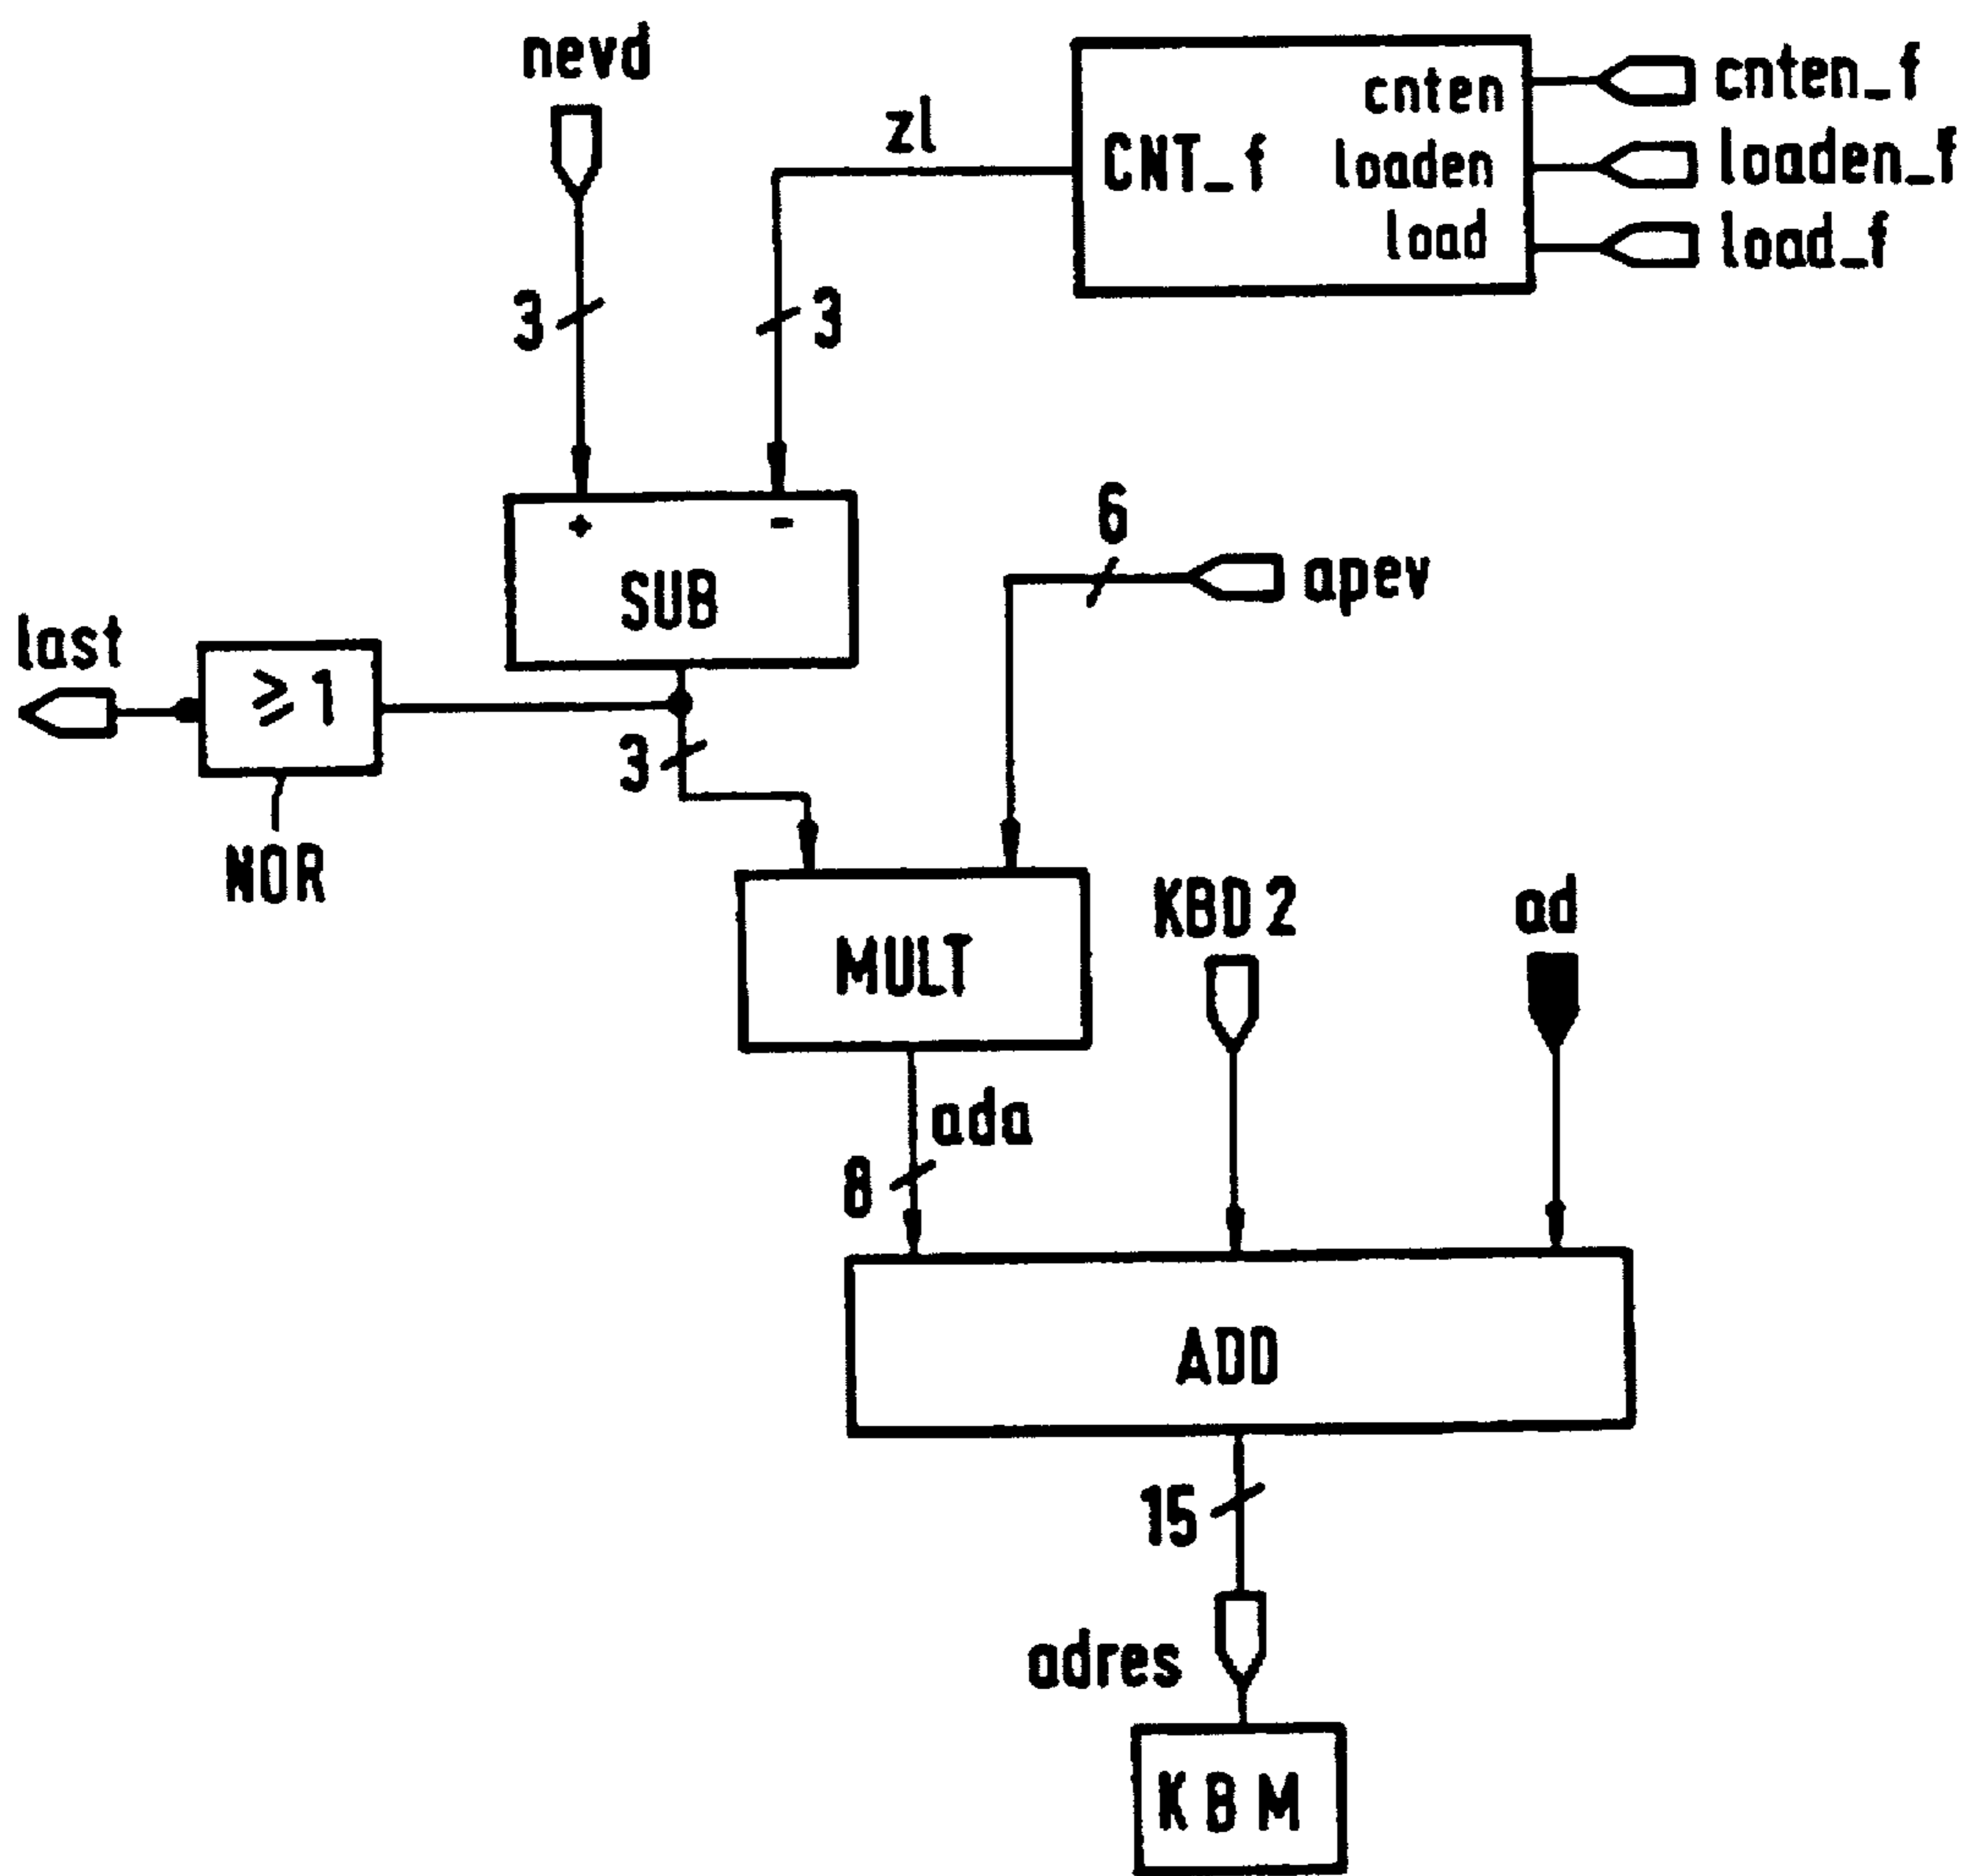 nevd
zl
CNT_f
cnten
loaden
load
cnten_f
loaden_f
load_f
3
3
+
-
SUB
6
apev
last
≥1
NOR
3
MULT
KBD 2
ad
ada
8
ADD
15
adres
KBM